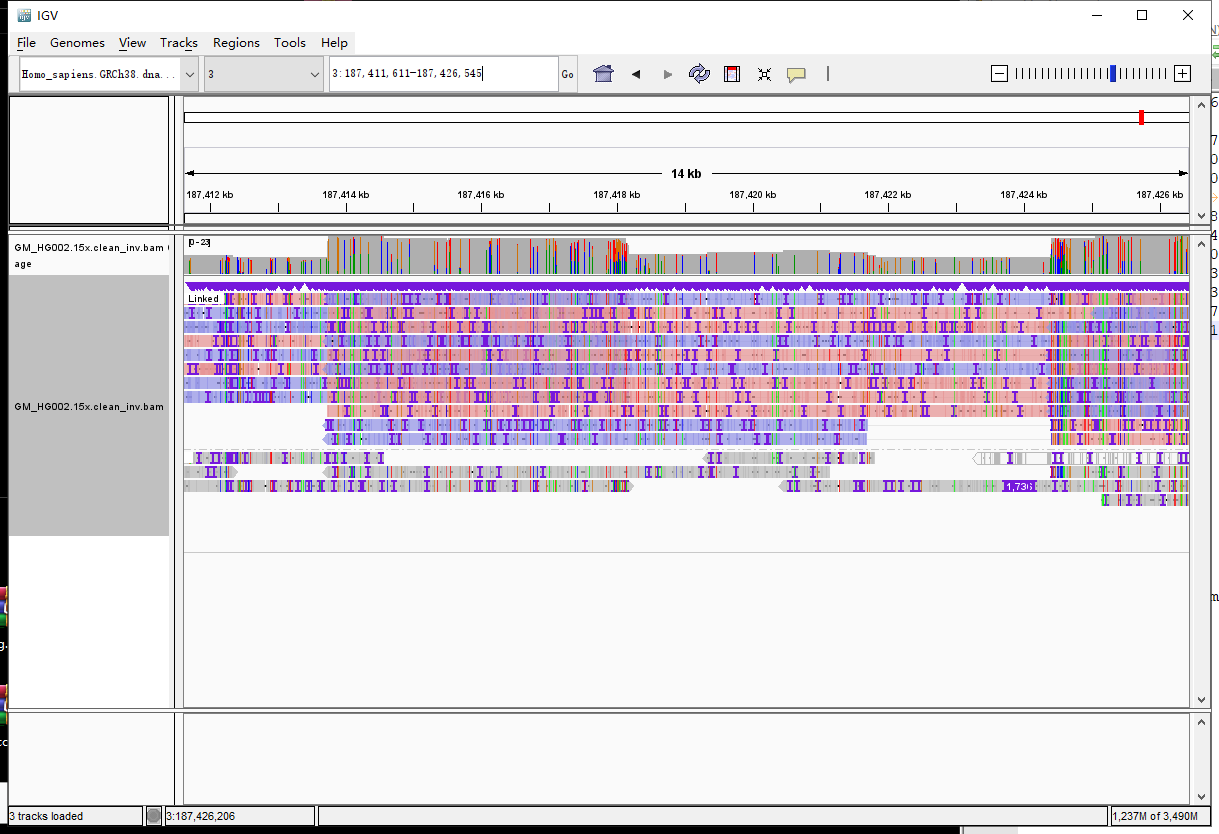 IGV
File Genomes View Tracks Regions Tools Help
Homo_sapiens.GRCh38.dna... 3 3:187,411,611-187,426,545 Go
14 kb
187,412 kb 187,414 kb 187,416 kb 187,418 kb 187,420 kb 187,422 kb 187,424 kb 187,426 kb
GM_HG002.15x.clean_inv.bam
age
[0-23]
Linked
GM_HG002.15x.clean_inv.bam
1,736
3 tracks loaded 3:187,426,206 1,237M of 3,490M